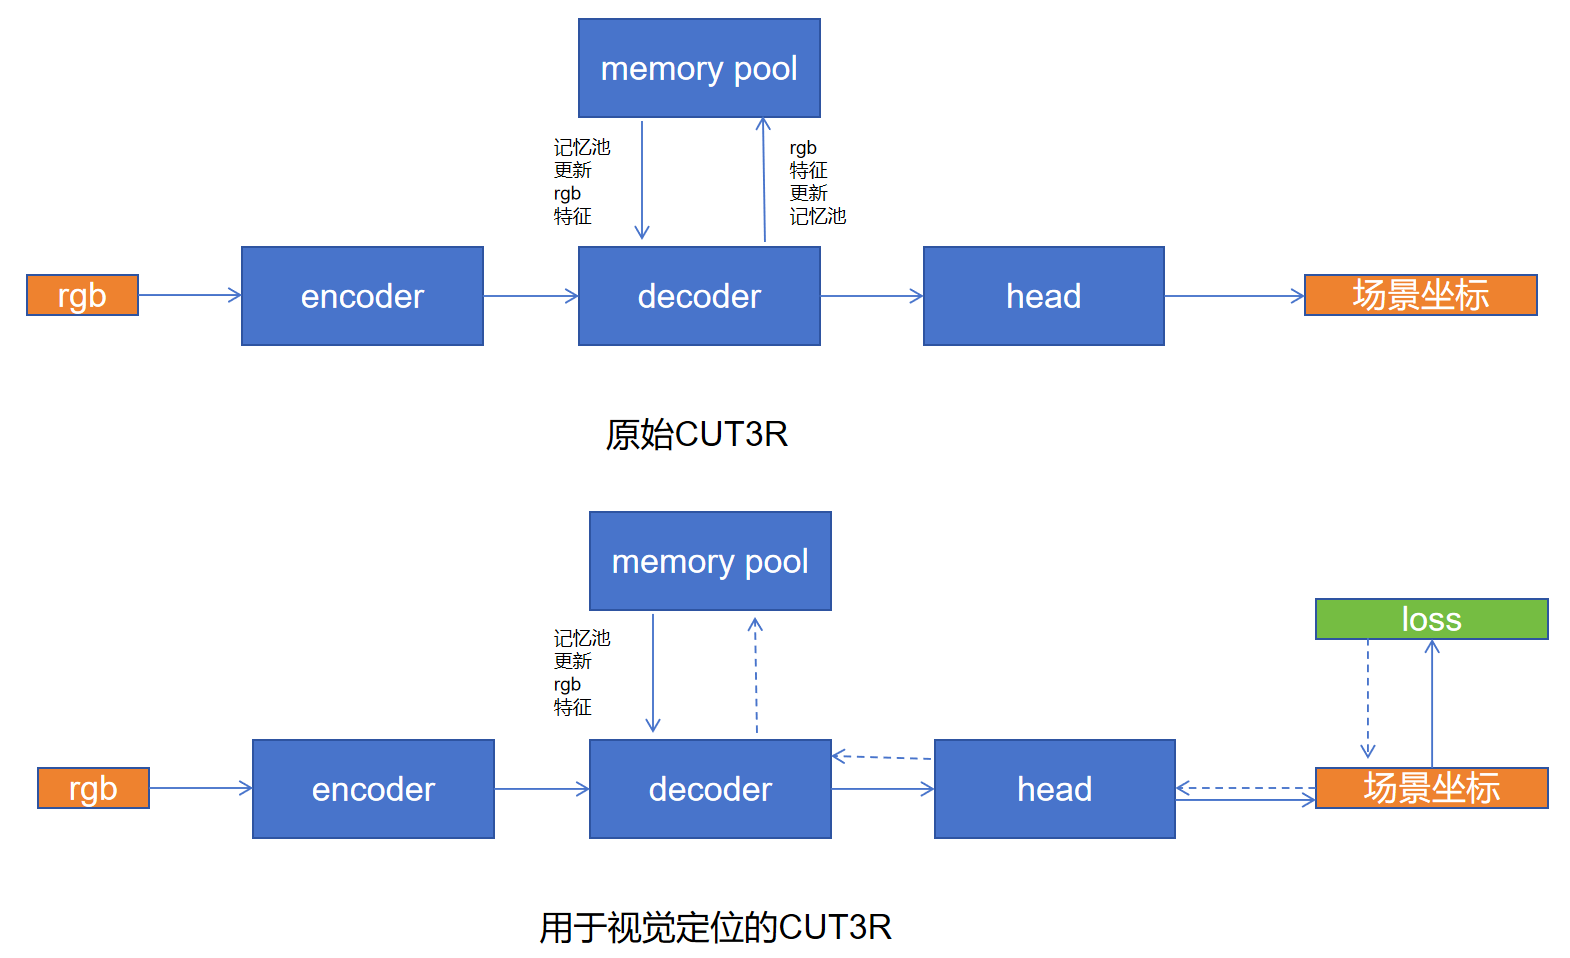 memory pool
记忆池
更新
rgb
特征
rgb
特征
更新
记忆池
rgb
encoder
decoder
head
场景坐标
原始CUT3R
memory pool
loss
记忆池
更新
rgb
特征
rgb
encoder
decoder
head
场景坐标
用于视觉定位的CUT3R